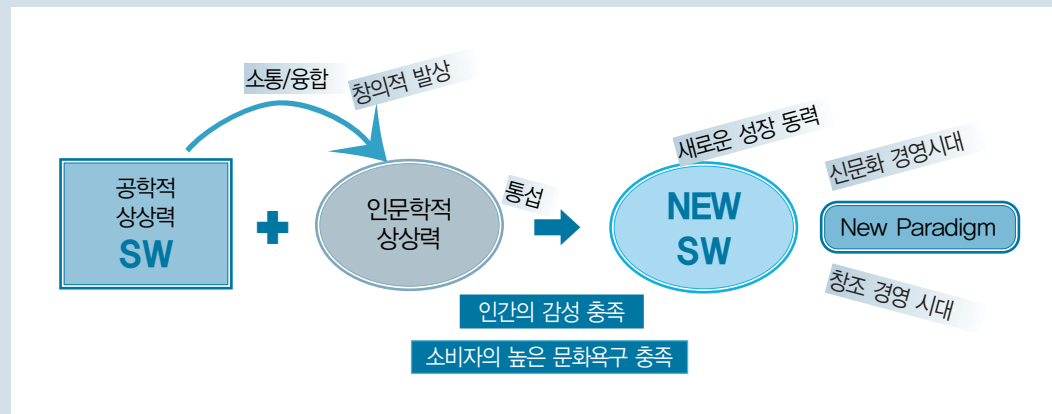 소통/융합
창의적 발상
공학적
상상력
SW
인문학적
상상력
통섭
새로운 성장 동력
NEW
SW
신문화 경영시대
New Paradigm
창조 경영 시대
인간의 감성 충족
소비자의 높은 문화욕구 충족